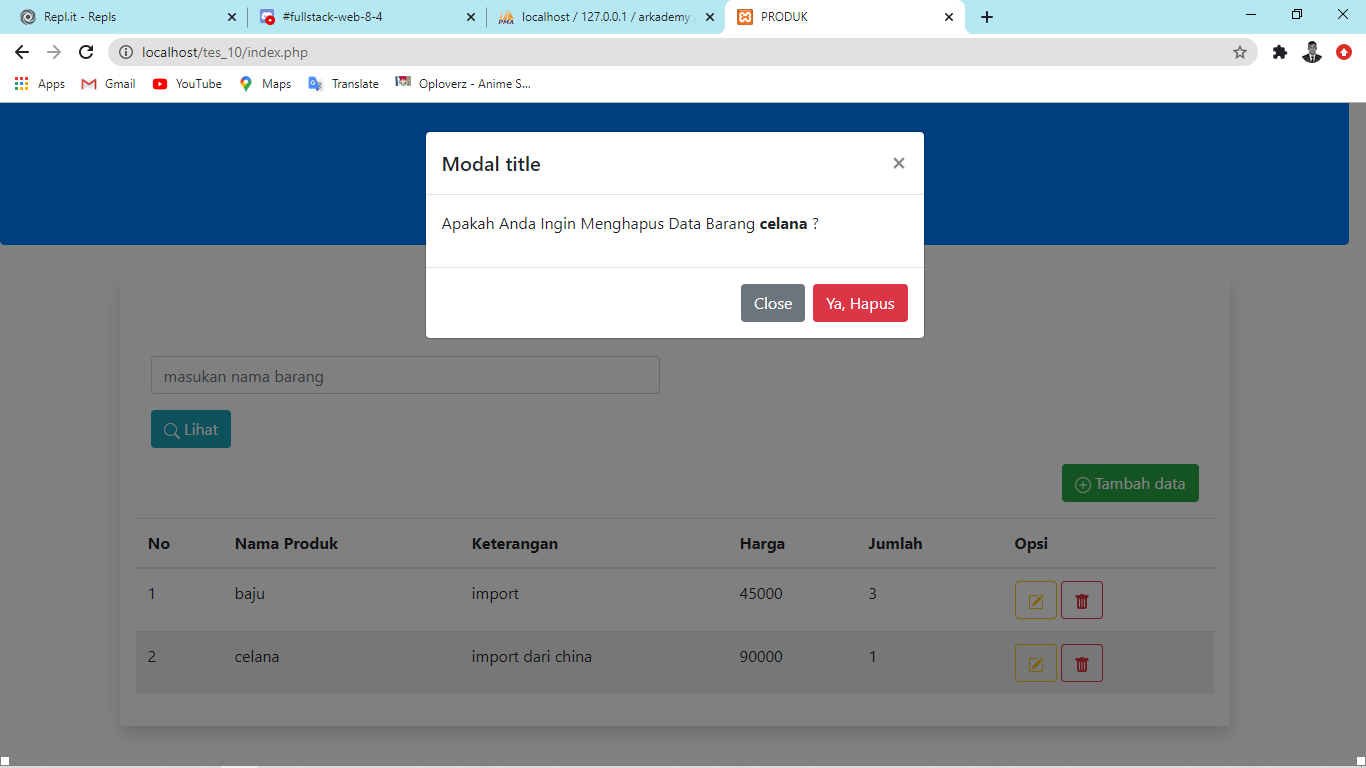 Repl.it - Repls
#fullstack-web-8-4
PMA localhost / 127.0.0.1 / arkademy
PRODUK
localhost/tes_10/index.php
Apps Gmail YouTube Maps Translate Oploverz - Anime S...
Modal title ×
Apakah Anda Ingin Menghapus Data Barang celana ?
Close Ya, Hapus
masukan nama barang
Lihat
Tambah data
No Nama Produk Keterangan Harga Jumlah Opsi
1 baju import 45000 3
2 celana import dari china 90000 1